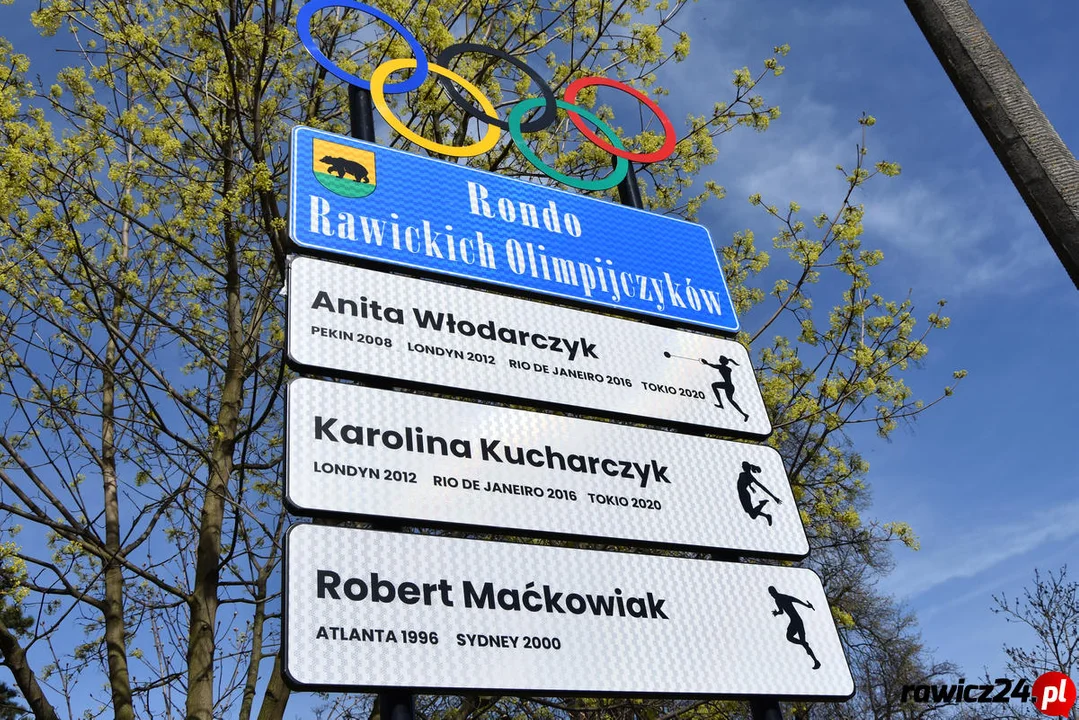 Rondo
Rawickich Olimpijczyków
Anita Włodarczyk
PEKIN 2008 LONDYN 2012 RIO DE JANEIRO 2016 TOKIO 2020
Karolina Kucharczyk
LONDYN 2012 RIO DE JANEIRO 2016 TOKIO 2020
Robert Maćkowiak
ATLANTA 1996 SYDNEY 2000
rawicz24.pl